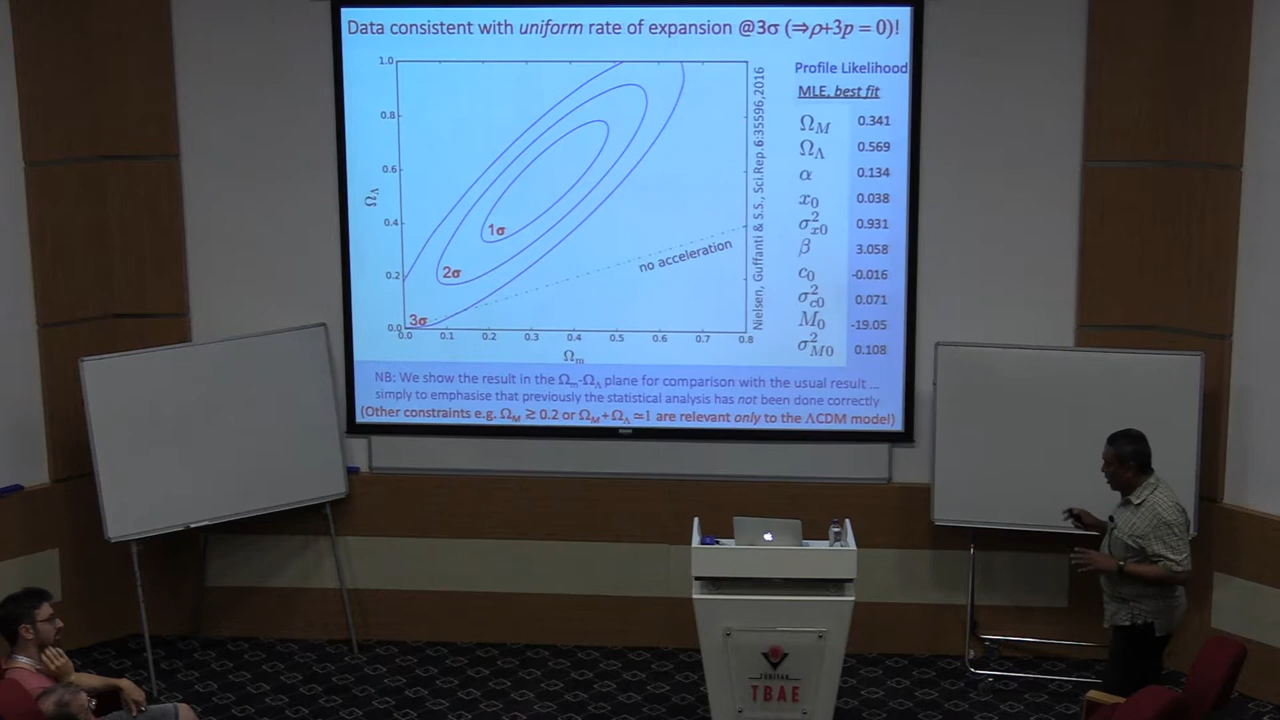 Data consistent with uniform rate of expansion @3σ (⇒ρ+3p = 0)!
Profile Likelihood
MLE, best fit
Ω_M 0.341
Ω_Λ 0.569
α 0.134
x_0 0.038
σ²_x0 0.931
β 3.058
c_0 -0.016
σ²_c0 0.071
M_0 -19.05
σ²_M0 0.108
1.0
0.8
0.6
0.4
0.2
0.0
Ω_Λ
1σ
2σ
3σ
no acceleration
0.0 0.1 0.2 0.3 0.4 0.5 0.6 0.7 0.8
Ω_m
Nielsen, Guffanti & S.S., Sci.Rep.6:35596,2016
NB: We show the result in the Ω_m-Ω_Λ plane for comparison with the usual result ...
simply to emphasise that previously the statistical analysis has not been done correctly
(Other constraints e.g. Ω_M ≳ 0.2 or Ω_M + Ω_Λ ≃ 1 are relevant only to the ΛCDM model)
TÜBİTAK
TBAE